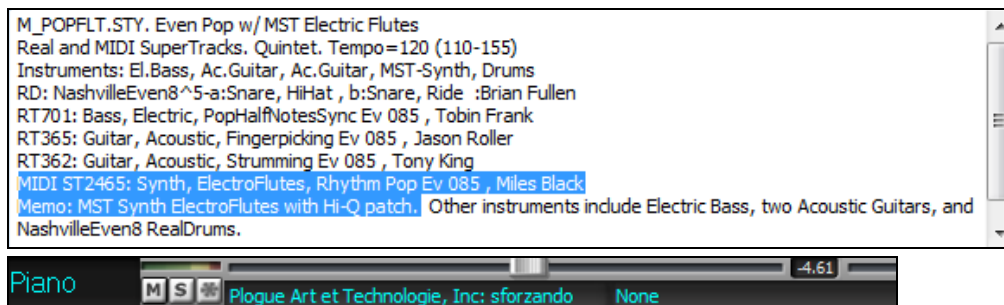 M_POPFLT.STY. Even Pop w/ MST Electric Flutes
Real and MIDI SuperTracks. Quintet. Tempo=120 (110-155)
Instruments: El.Bass, Ac.Guitar, Ac.Guitar, MST-Synth, Drums
RD: NashvilleEven8^5-a:Snare, HiHat , b:Snare, Ride  :Brian Fullen
RT701: Bass, Electric, PopHalfNotesSync Ev 085 , Tobin Frank
RT365: Guitar, Acoustic, Fingerpicking Ev 085 , Jason Roller
RT362: Guitar, Acoustic, Strumming Ev 085 , Tony King
MIDI ST2465: Synth, ElectroFlutes, Rhythm Pop Ev 085 , Miles Black
Memo: MST Synth ElectroFlutes with Hi-Q patch.  Other instruments include Electric Bass, two Acoustic Guitars, and
NashvilleEven8 RealDrums.
Piano
-4.61
M S
Plogue Art et Technologie, Inc: sforzando
None